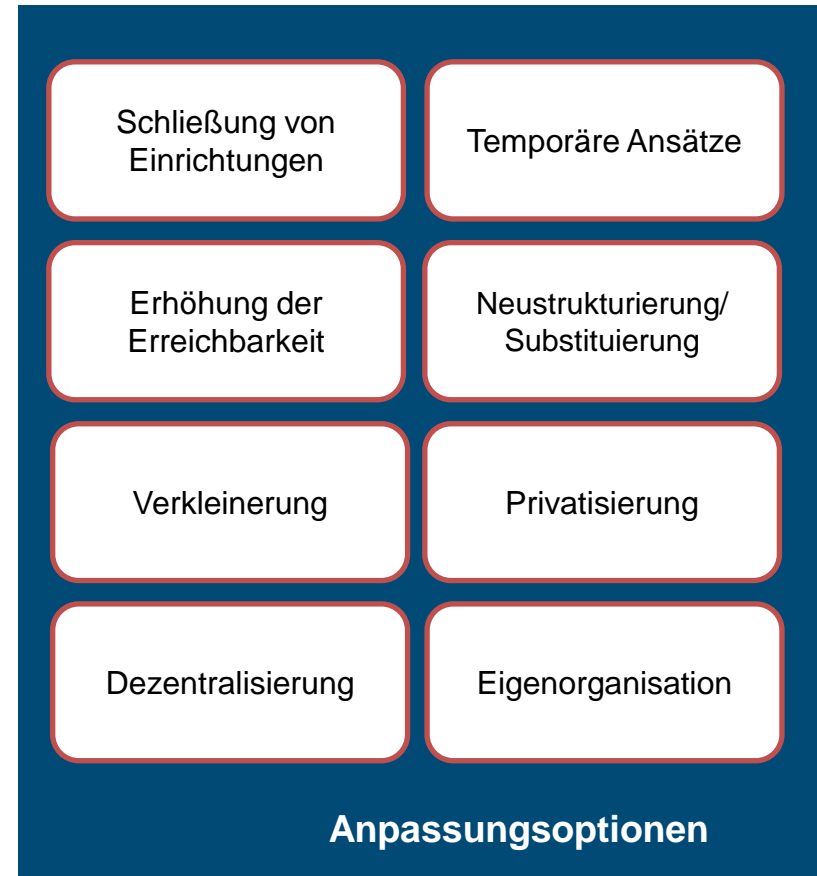 Schließung von
Einrichtungen
Temporäre Ansätze
Erhöhung der
Erreichbarkeit
Neustrukturierung/
Substituierung
Verkleinerung
Privatisierung
Dezentralisierung
Eigenorganisation
Anpassungsoptionen